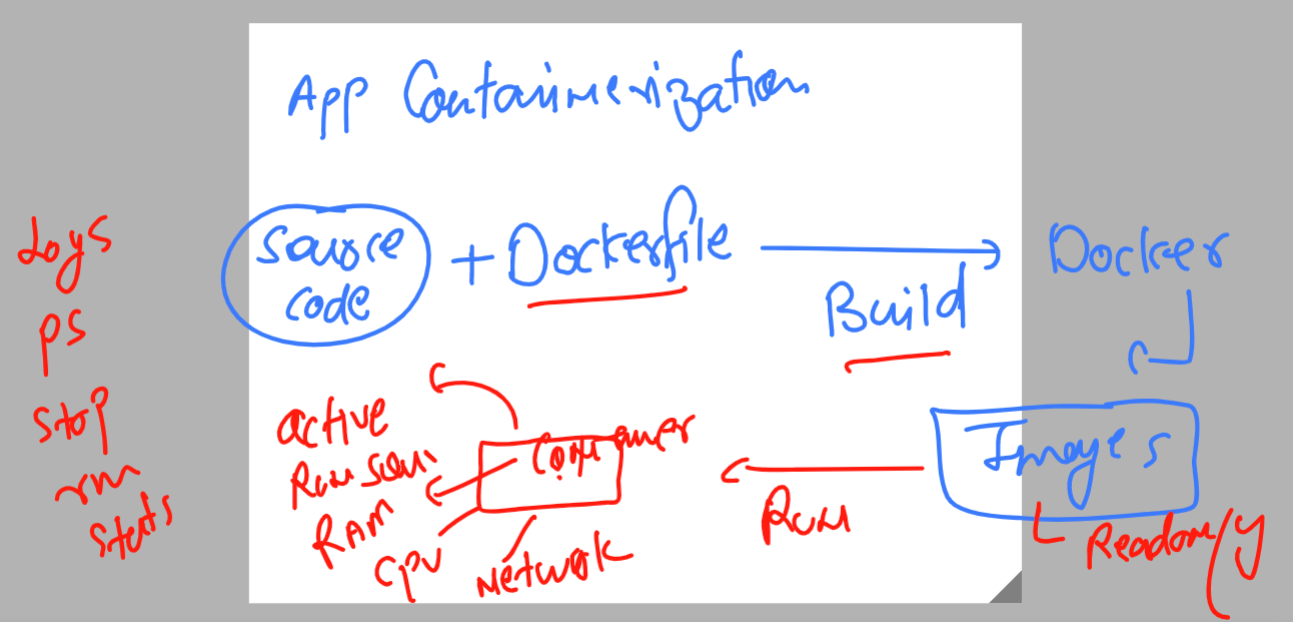 App Containerization
source
code
+ Dockerfile
Build
Docker
Images
Readonly
Run
Container
active
RAM
CPU
Network
Logs
ps
stop
rm
stats